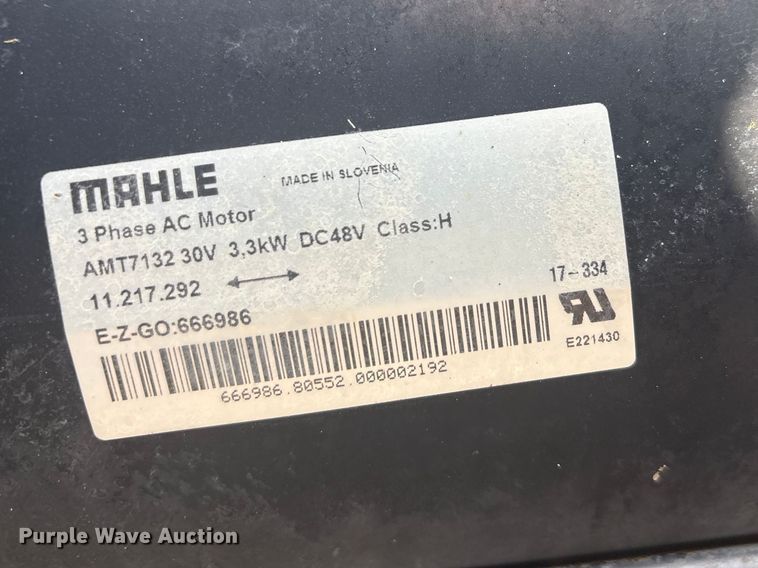 MAHLE
MADE IN SLOVENIA
3 Phase AC Motor
AMT7132 30V 3,3kW DC48V Class:H
11.217.292
17-334
E-Z-GO:666986
RU
E221430
666986.80552.000002192
Purple Wave Auction